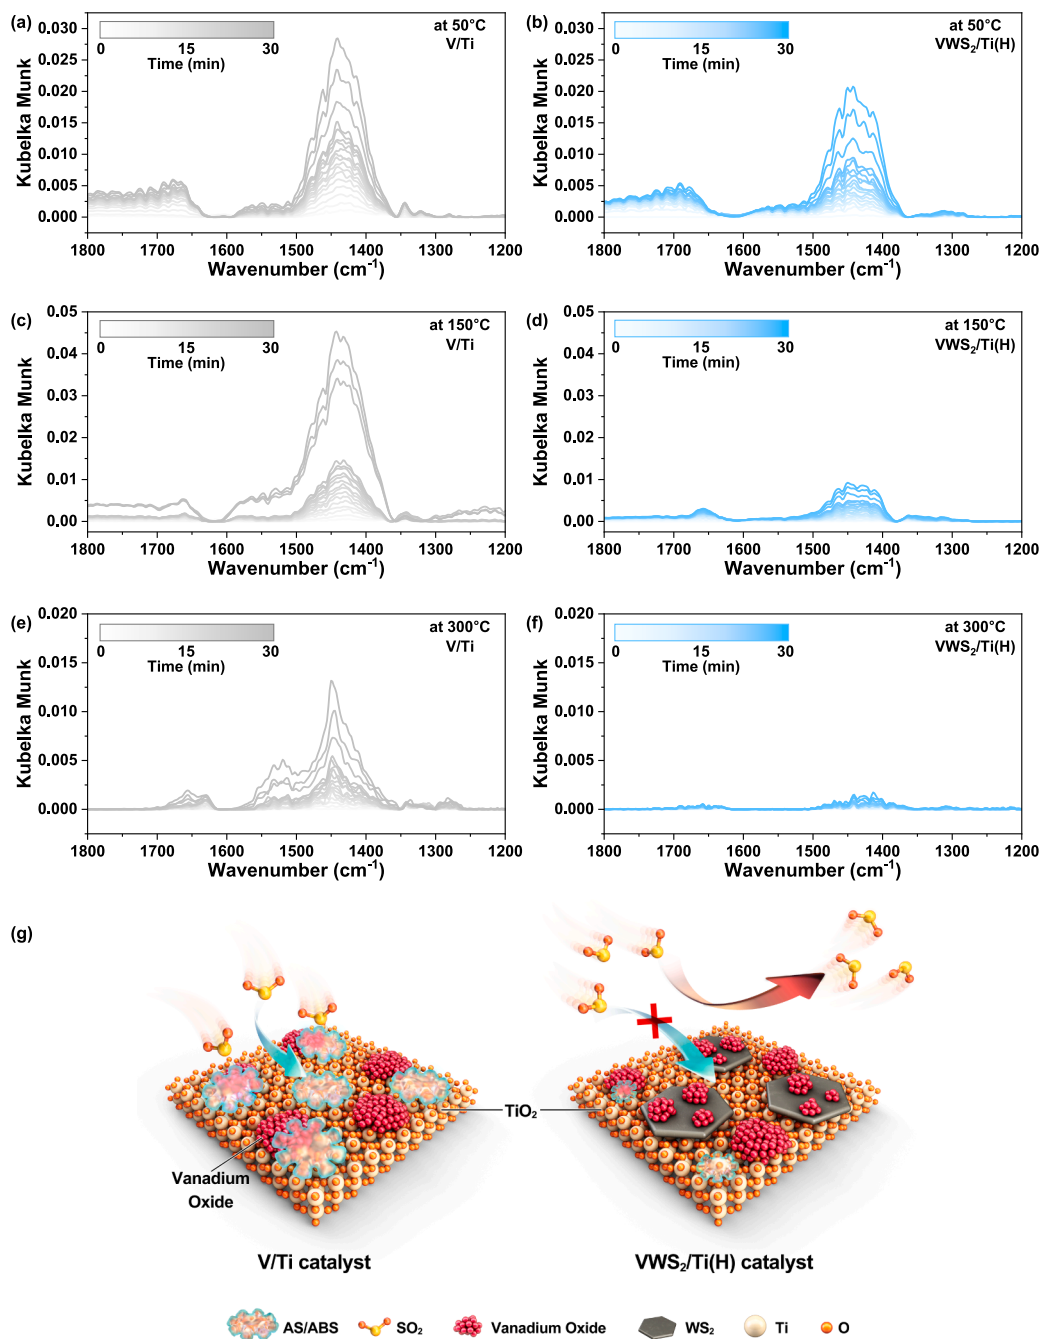 (a)
at 50°C
V/Ti
0 15 30
Time (min)
Kubelka Munk
0.030
0.025
0.020
0.015
0.010
0.005
0.000
1800 1700 1600 1500 1400 1300 1200
Wavenumber (cm⁻¹)
(b)
at 50°C
VWS₂/Ti(H)
0 15 30
Time (min)
Kubelka Munk
0.030
0.025
0.020
0.015
0.010
0.005
0.000
1800 1700 1600 1500 1400 1300 1200
Wavenumber (cm⁻¹)
(c)
at 150°C
V/Ti
0 15 30
Time (min)
Kubelka Munk
0.05
0.04
0.03
0.02
0.01
0.00
1800 1700 1600 1500 1400 1300 1200
Wavenumber (cm⁻¹)
(d)
at 150°C
VWS₂/Ti(H)
0 15 30
Time (min)
Kubelka Munk
0.05
0.04
0.03
0.02
0.01
0.00
1800 1700 1600 1500 1400 1300 1200
Wavenumber (cm⁻¹)
(e)
at 300°C
V/Ti
0 15 30
Time (min)
Kubelka Munk
0.020
0.015
0.010
0.005
0.000
1800 1700 1600 1500 1400 1300 1200
Wavenumber (cm⁻¹)
(f)
at 300°C
VWS₂/Ti(H)
0 15 30
Time (min)
Kubelka Munk
0.020
0.015
0.010
0.005
0.000
1800 1700 1600 1500 1400 1300 1200
Wavenumber (cm⁻¹)
(g)
TiO₂
Vanadium
Oxide
V/Ti catalyst
VWS₂/Ti(H) catalyst
AS/ABS SO₂ Vanadium Oxide WS₂ Ti O